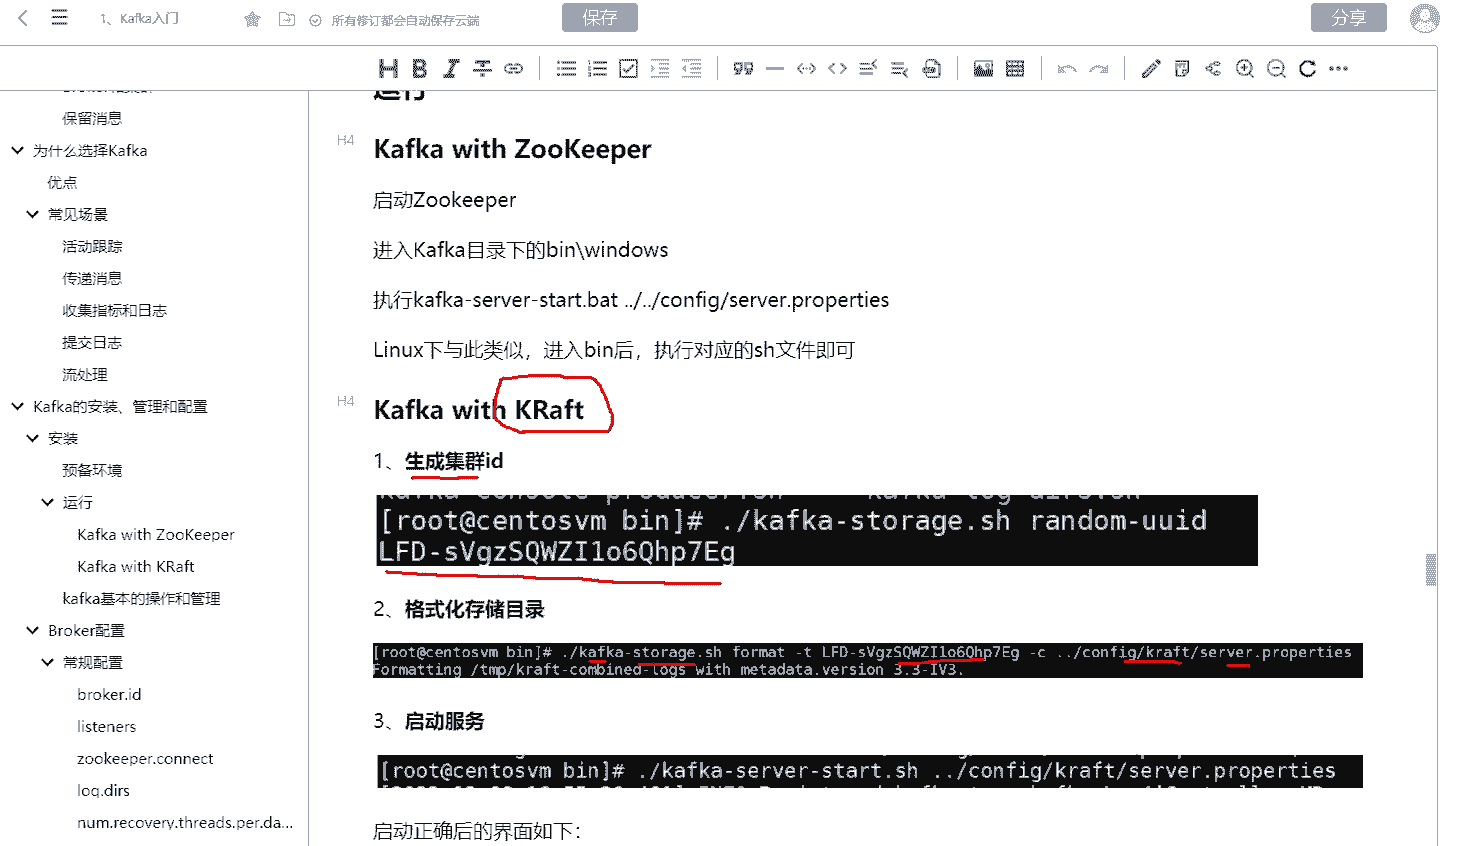 1、Kafka入门
所有修订都会自动保存云端
保存
分享
保留消息
为什么选择Kafka
优点
常见场景
活动跟踪
传递消息
收集指标和日志
提交日志
流处理
Kafka的安装、管理和配置
安装
预备环境
运行
Kafka with ZooKeeper
Kafka with KRaft
kafka基本的操作和管理
Broker配置
常规配置
broker.id
listeners
zookeeper.connect
log.dirs
num.recovery.threads.per.da...
运行
H4
Kafka with ZooKeeper
启动Zookeeper
进入Kafka目录下的bin\windows
执行kafka-server-start.bat ../../config/server.properties
Linux下与此类似，进入bin后，执行对应的sh文件即可
H4
Kafka with KRaft
1、生成集群id
[root@centosvm bin]# ./kafka-storage.sh random-uuid
LFD-sVgzSQWZI1o6Qhp7Eg
2、格式化存储目录
[root@centosvm bin]# ./kafka-storage.sh format -t LFD-sVgzSQWZI1o6Qhp7Eg -c ../config/kraft/server.properties
Formatting /tmp/kraft-combined-logs with metadata.version 3.3-IV3.
3、启动服务
[root@centosvm bin]# ./kafka-server-start.sh ../config/kraft/server.properties
启动正确后的界面如下：